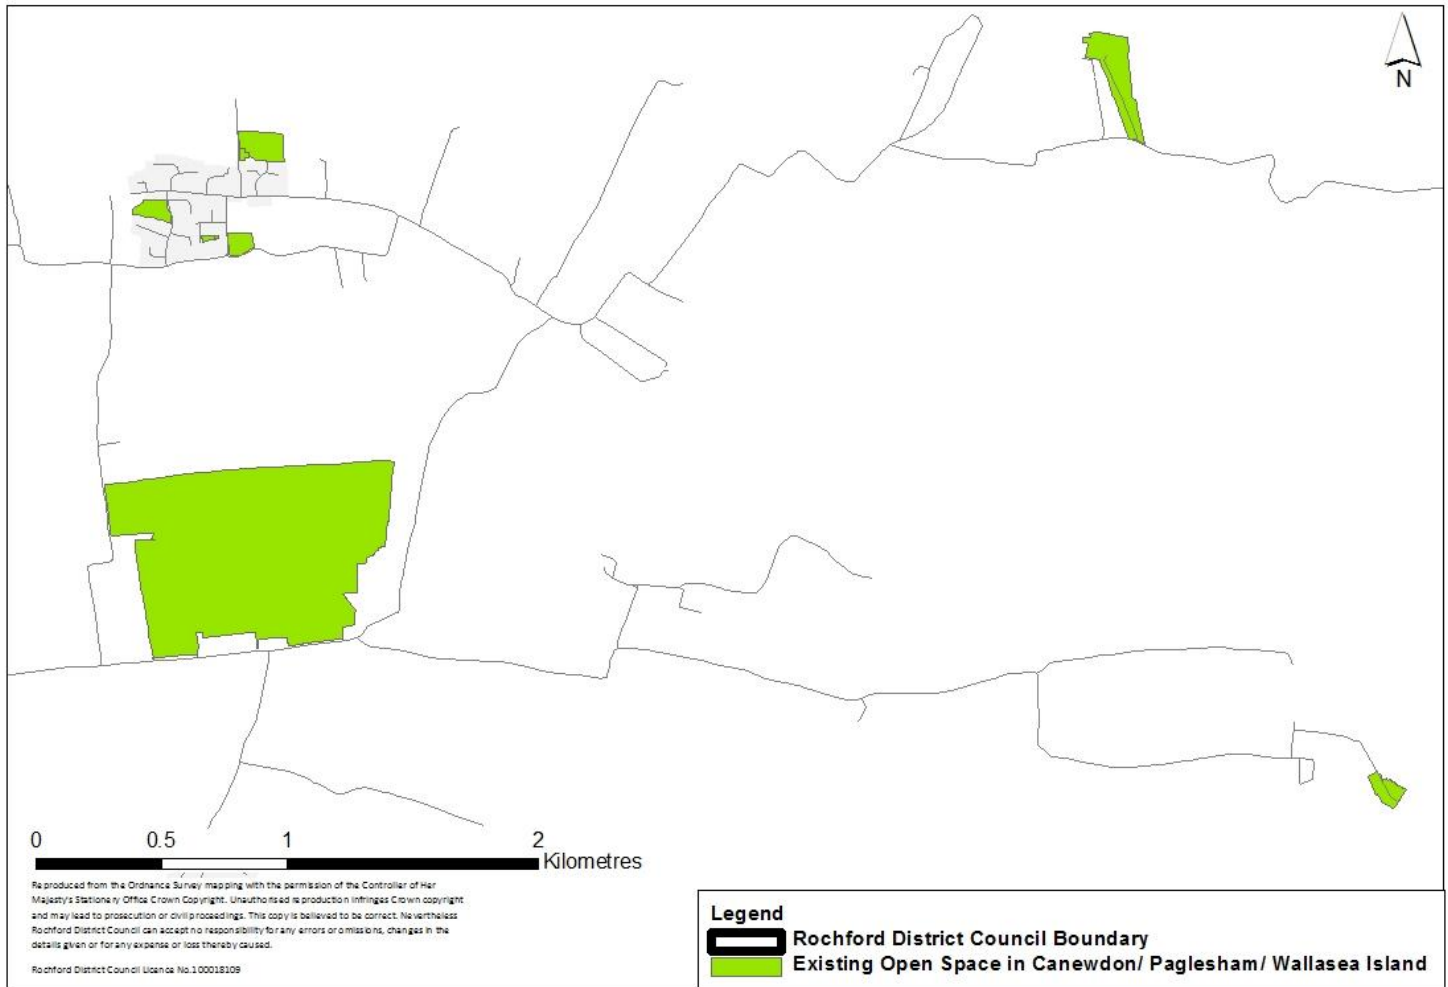 N
0 0.5 1 2
Kilometres
Reproduced from the Ordnance Survey mapping with the permission of the Controller of Her
Majesty's Stationery Office Crown Copyright. Unauthorised reproduction infringes Crown copyright
and may lead to prosecution or civil proceedings. This copy is believed to be correct. Nevertheless
Rochford District Council can accept no responsibility for any errors or omissions, changes in the
details given or for any expense or loss thereby caused.
Rochford District Council Licence No.100018109
Legend
Rochford District Council Boundary
Existing Open Space in Canewdon/ Paglesham/ Wallasea Island